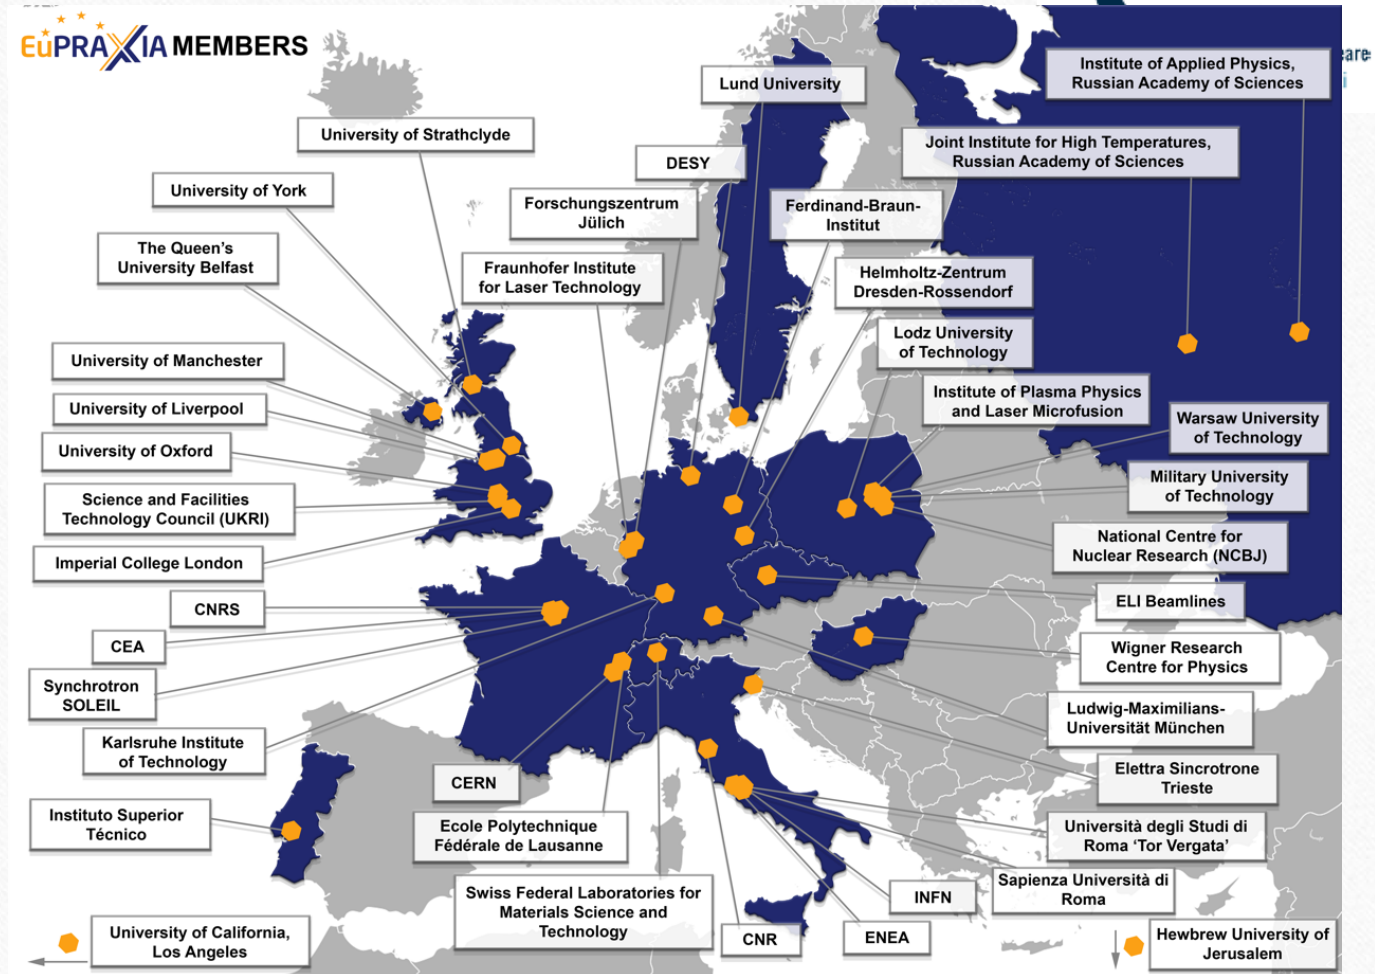 EuPRAXIA MEMBERS
Institute of Applied Physics,
Russian Academy of Sciences
Lund University
University of Strathclyde
Joint Institute for High Temperatures,
Russian Academy of Sciences
DESY
University of York
Forschungszentrum
Jülich
Ferdinand-Braun-
Institut
The Queen's
University Belfast
Fraunhofer Institute
for Laser Technology
Helmholtz-Zentrum
Dresden-Rossendorf
Lodz University
of Technology
University of Manchester
Institute of Plasma Physics
and Laser Microfusion
University of Liverpool
Warsaw University
of Technology
University of Oxford
Military University
of Technology
Science and Facilities
Technology Council (UKRI)
National Centre for
Nuclear Research (NCBJ)
Imperial College London
ELI Beamlines
CNRS
CEA
Wigner Research
Centre for Physics
Synchrotron
SOLEIL
Ludwig-Maximilians-
Universität München
Karlsruhe Institute
of Technology
Elettra Sincrotrone
Trieste
CERN
Instituto Superior
Técnico
Ecole Polytechnique
Fédérale de Lausanne
Università degli Studi di
Roma 'Tor Vergata'
Swiss Federal Laboratories for
Materials Science and
Technology
INFN
Sapienza Università di
Roma
CNR
ENEA
University of California,
Los Angeles
Hewbrew University of
Jerusalem